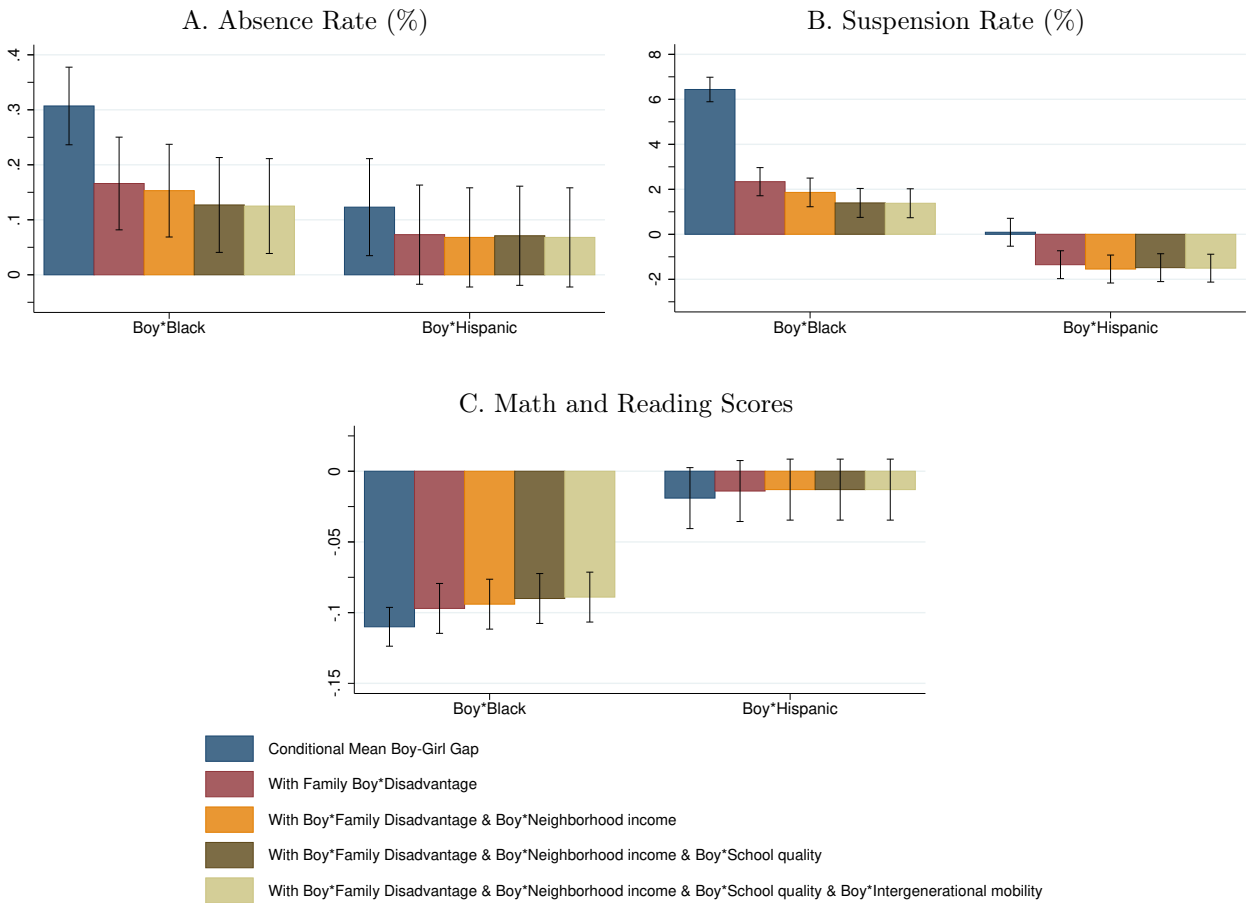 A. Absence Rate (%)
.4
.3
.2
.1
0
Boy*Black
Boy*Hispanic
B. Suspension Rate (%)
8
6
4
2
0
-2
Boy*Black
Boy*Hispanic
C. Math and Reading Scores
0
-.05
-.1
-.15
Boy*Black
Boy*Hispanic
Conditional Mean Boy-Girl Gap
With Family Boy*Disadvantage
With Boy*Family Disadvantage & Boy*Neighborhood income
With Boy*Family Disadvantage & Boy*Neighborhood income & Boy*School quality
With Boy*Family Disadvantage & Boy*Neighborhood income & Boy*School quality & Boy*Intergenerational mobility